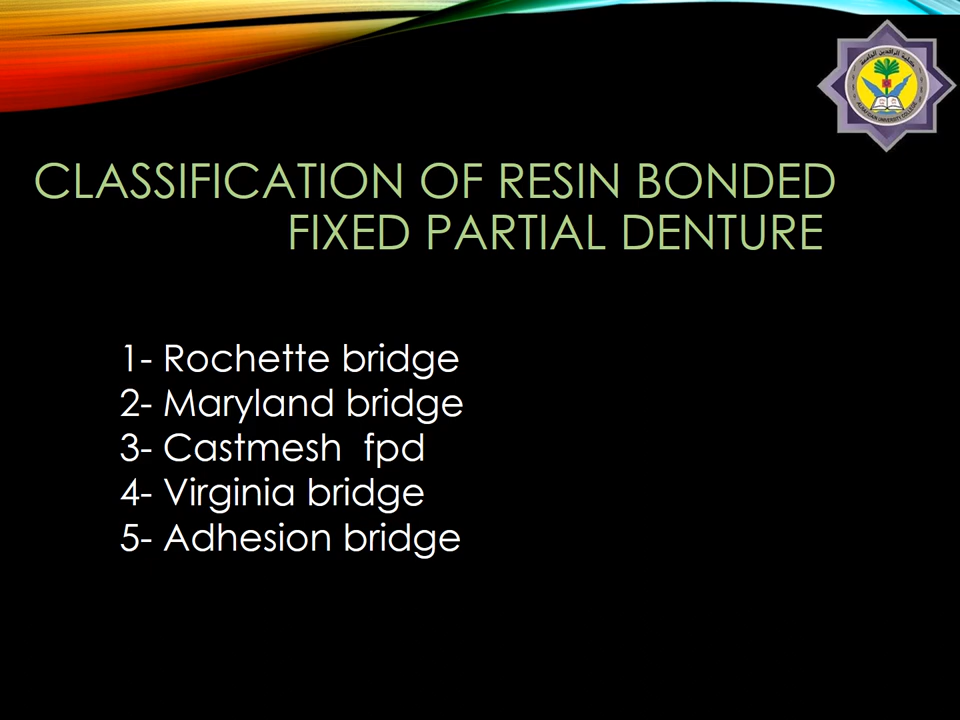 CLASSIFICATION OF RESIN BONDED
FIXED PARTIAL DENTURE
1- Rochette bridge
2- Maryland bridge
3- Castmesh  fpd
4- Virginia bridge
5- Adhesion bridge